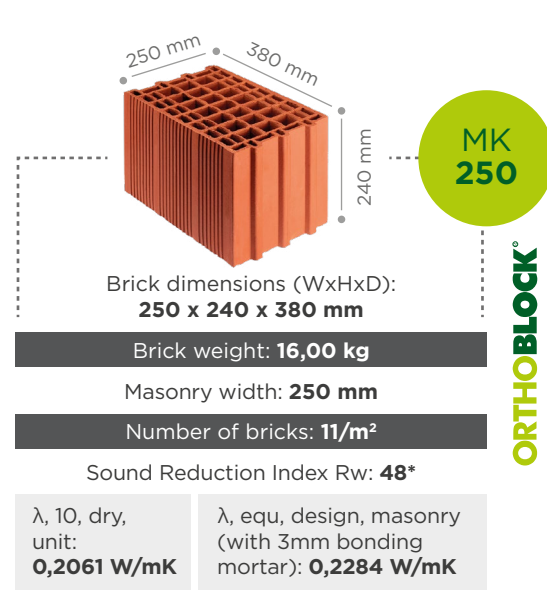 250 mm
380 mm
240 mm
MK
250
Brick dimensions (WxHxD):
250 x 240 x 380 mm
Brick weight: 16,00 kg
Masonry width: 250 mm
Number of bricks: 11/m²
Sound Reduction Index Rw: 48*
λ, 10, dry,
unit:
0,2061 W/mK
λ, equ, design, masonry
(with 3mm bonding
mortar): 0,2284 W/mK
ORTHOBLOCK®